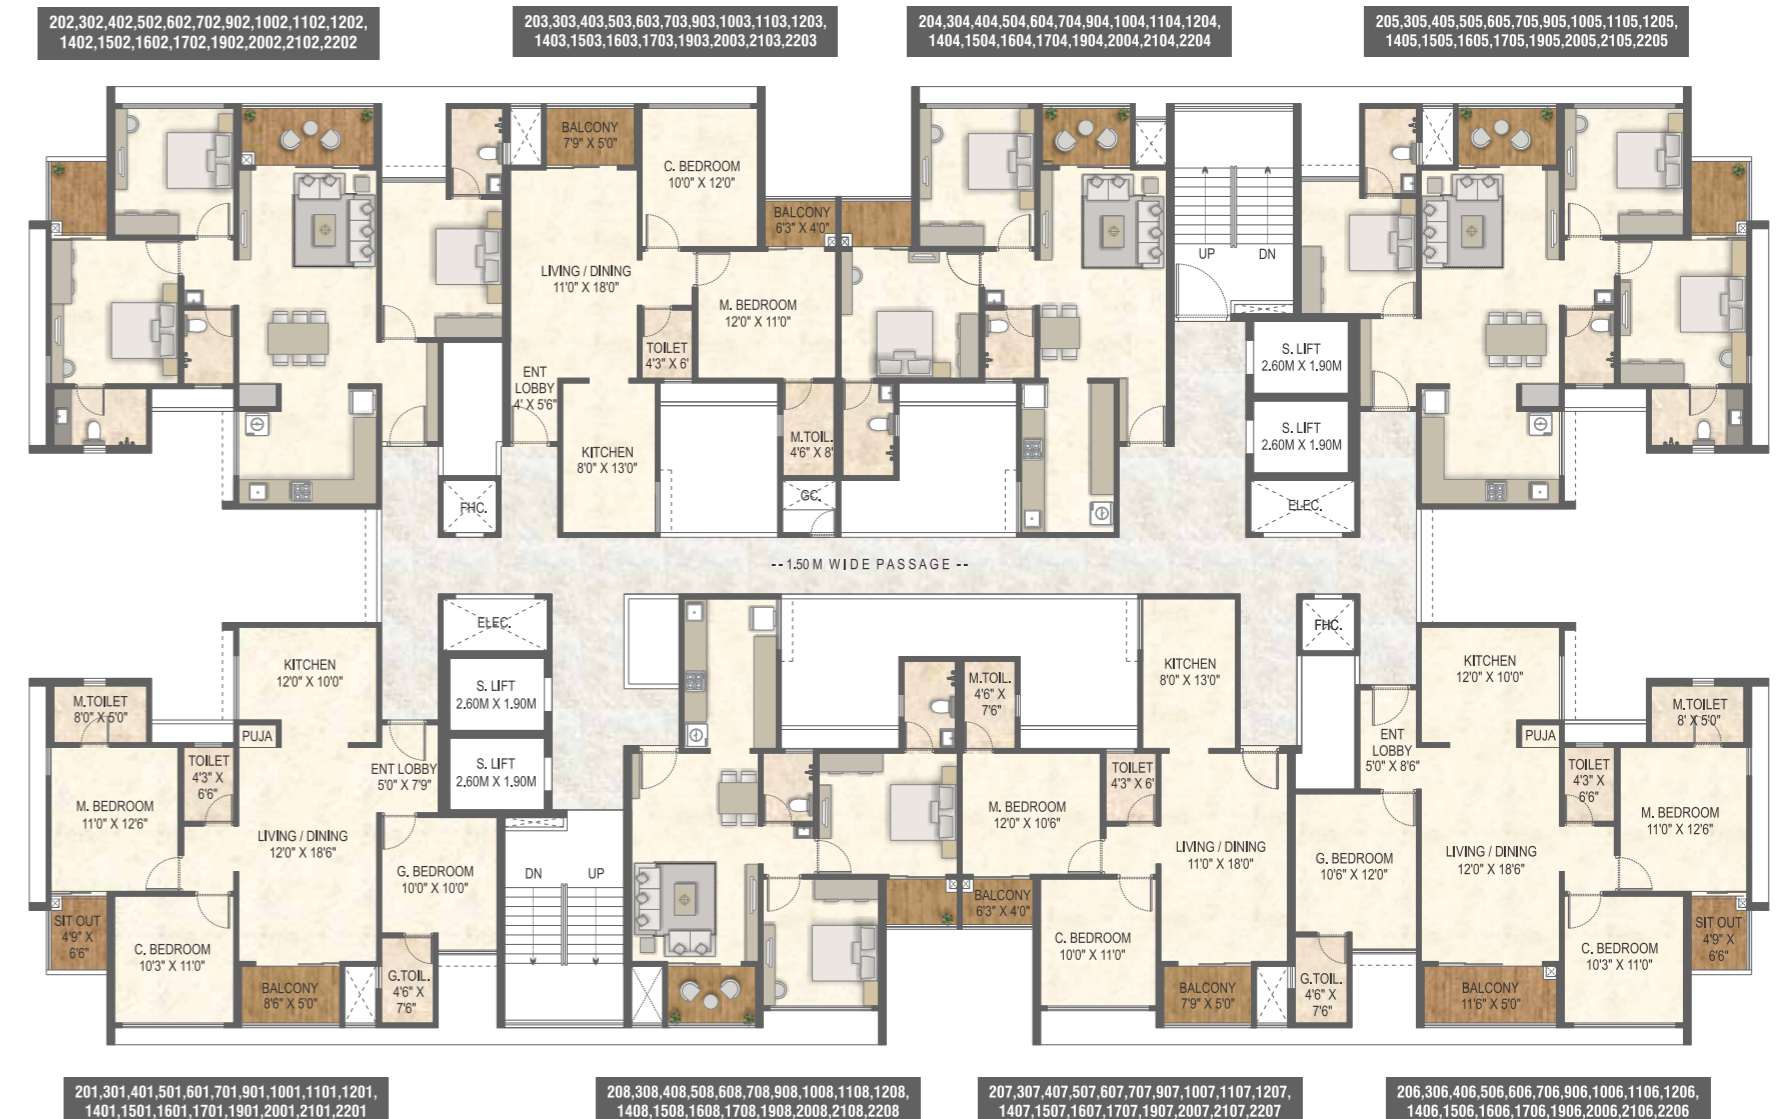 202,302,402,502,602,702,902,1002,1102,1202,
1402,1502,1602,1702,1902,2002,2102,2202
203,303,403,503,603,703,903,1003,1103,1203,
1403,1503,1603,1703,1903,2003,2103,2203
204,304,404,504,604,704,904,1004,1104,1204,
1404,1504,1604,1704,1904,2004,2104,2204
205,305,405,505,605,705,905,1005,1105,1205,
1405,1505,1605,1705,1905,2005,2105,2205
BALCONY
7'9" X 5'0"
C. BEDROOM
10'0" X 12'0"
BALCONY
6'3" X 4'0"
LIVING / DINING
11'0" X 18'0"
M. BEDROOM
12'0" X 11'0"
TOILET
4'3" X 6'
ENT
LOBBY
4' X 5'6"
KITCHEN
8'0" X 13'0"
M.TOIL.
4'6" X 8'
GC.
FHC.
UP
DN
S. LIFT
2.60M X 1.90M
S. LIFT
2.60M X 1.90M
ELEC.
--1.50 M WIDE PASSAGE --
ELEC.
S. LIFT
2.60M X 1.90M
S. LIFT
2.60M X 1.90M
DN
UP
KITCHEN
12'0" X 10'0"
M.TOILET
8'0" X 5'0"
PUJA
TOILET
4'3" X
6'6"
ENT LOBBY
5'0" X 7'9"
M. BEDROOM
11'0" X 12'6"
LIVING / DINING
12'0" X 18'6"
G. BEDROOM
10'0" X 10'0"
SIT OUT
4'9" X
6'6"
C. BEDROOM
10'3" X 11'0"
BALCONY
8'6" X 5'0"
G.TOIL.
4'6" X
7'6"
M.TOIL.
4'6" X
7'6"
KITCHEN
8'0" X 13'0"
TOILET
4'3" X 6'
M. BEDROOM
12'0" X 10'6"
LIVING / DINING
11'0" X 18'0"
BALCONY
6'3" X 4'0"
C. BEDROOM
10'0" X 11'0"
BALCONY
7'9" X 5'0"
FHC.
KITCHEN
12'0" X 10'0"
M.TOILET
8' X 5'0"
PUJA
ENT
LOBBY
5'0" X 8'6"
TOILET
4'3" X
6'6"
M. BEDROOM
11'0" X 12'6"
G. BEDROOM
10'6" X 12'0"
LIVING / DINING
12'0" X 18'6"
SIT OUT
4'9" X
6'6"
C. BEDROOM
10'3" X 11'0"
G.TOIL.
4'6" X
7'6"
BALCONY
11'6" X 5'0"
201,301,401,501,601,701,901,1001,1101,1201,
1401,1501,1601,1701,1901,2001,2101,2201
208,308,408,508,608,708,908,1008,1108,1208,
1408,1508,1608,1708,1908,2008,2108,2208
207,307,407,507,607,707,907,1007,1107,1207,
1407,1507,1607,1707,1907,2007,2107,2207
206,306,406,506,606,706,906,1006,1106,1206,
1406,1506,1606,1706,1906,2006,2106,2206